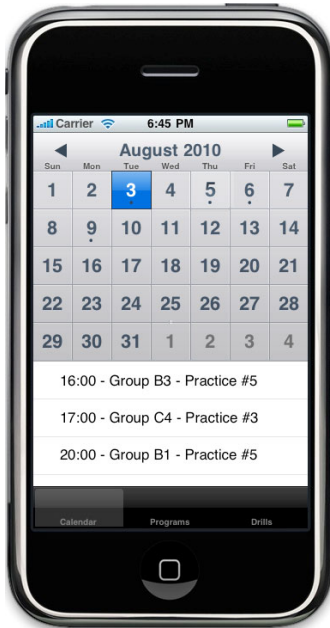 Carrier 6:45 PM
August 2010
Sun Mon Tue Wed Thu Fri Sat
1 2 3 4 5 6 7
8 9 10 11 12 13 14
15 16 17 18 19 20 21
22 23 24 25 26 27 28
29 30 31 1 2 3 4
16:00 - Group B3 - Practice #5
17:00 - Group C4 - Practice #3
20:00 - Group B1 - Practice #5
Calendar Programs Drills